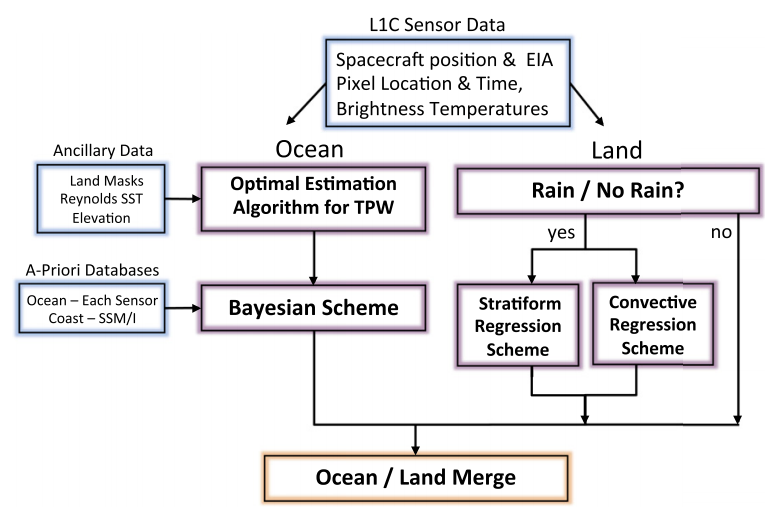 L1C Sensor Data
Spacecraft position & EIA
Pixel Location & Time,
Brightness Temperatures
Ocean
Land
Ancillary Data
Land Masks
Reynolds SST
Elevation
Optimal Estimation
Algorithm for TPW
Rain / No Rain?
yes
no
A-Priori Databases
Ocean – Each Sensor
Coast – SSM/I
Bayesian Scheme
Stratiform
Regression
Scheme
Convective
Regression
Scheme
Ocean / Land Merge